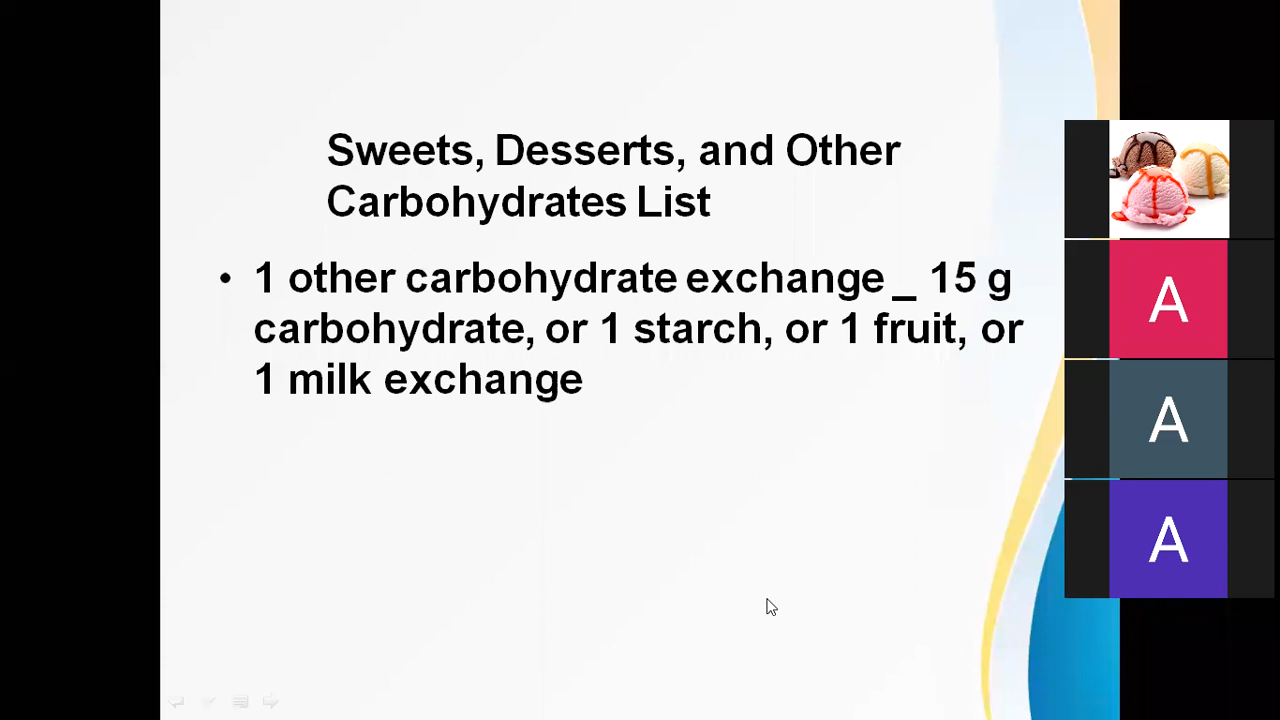 Sweets, Desserts, and Other
Carbohydrates List
• 1 other carbohydrate exchange _ 15 g
carbohydrate, or 1 starch, or 1 fruit, or
1 milk exchange
A
A
A